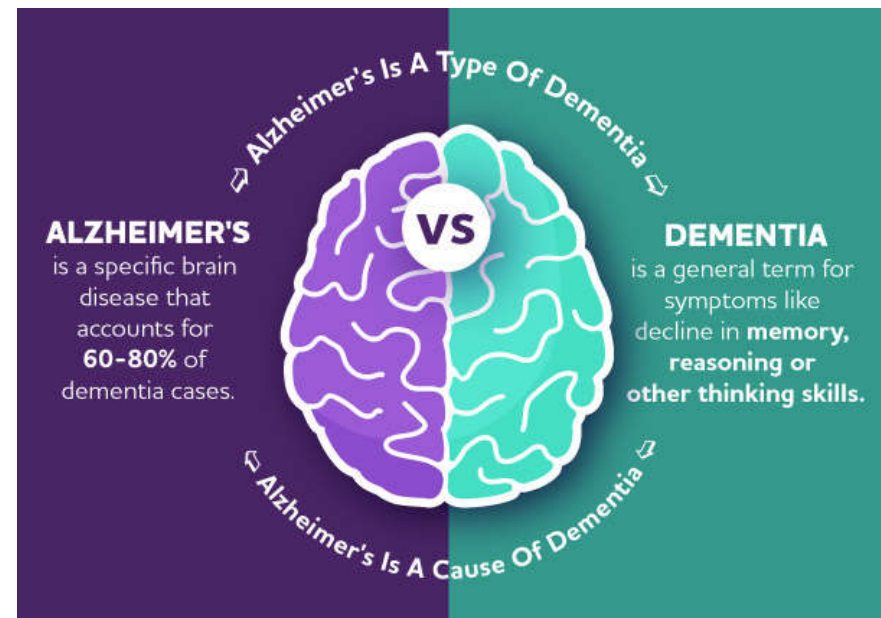 Alzheimer's Is A Type Of Dementia
VS
ALZHEIMER'S
is a specific brain
disease that
accounts for
60-80% of
dementia cases.
DEMENTIA
is a general term for
symptoms like
decline in memory,
reasoning or
other thinking skills.
Alzheimer's Is A Cause Of Dementia